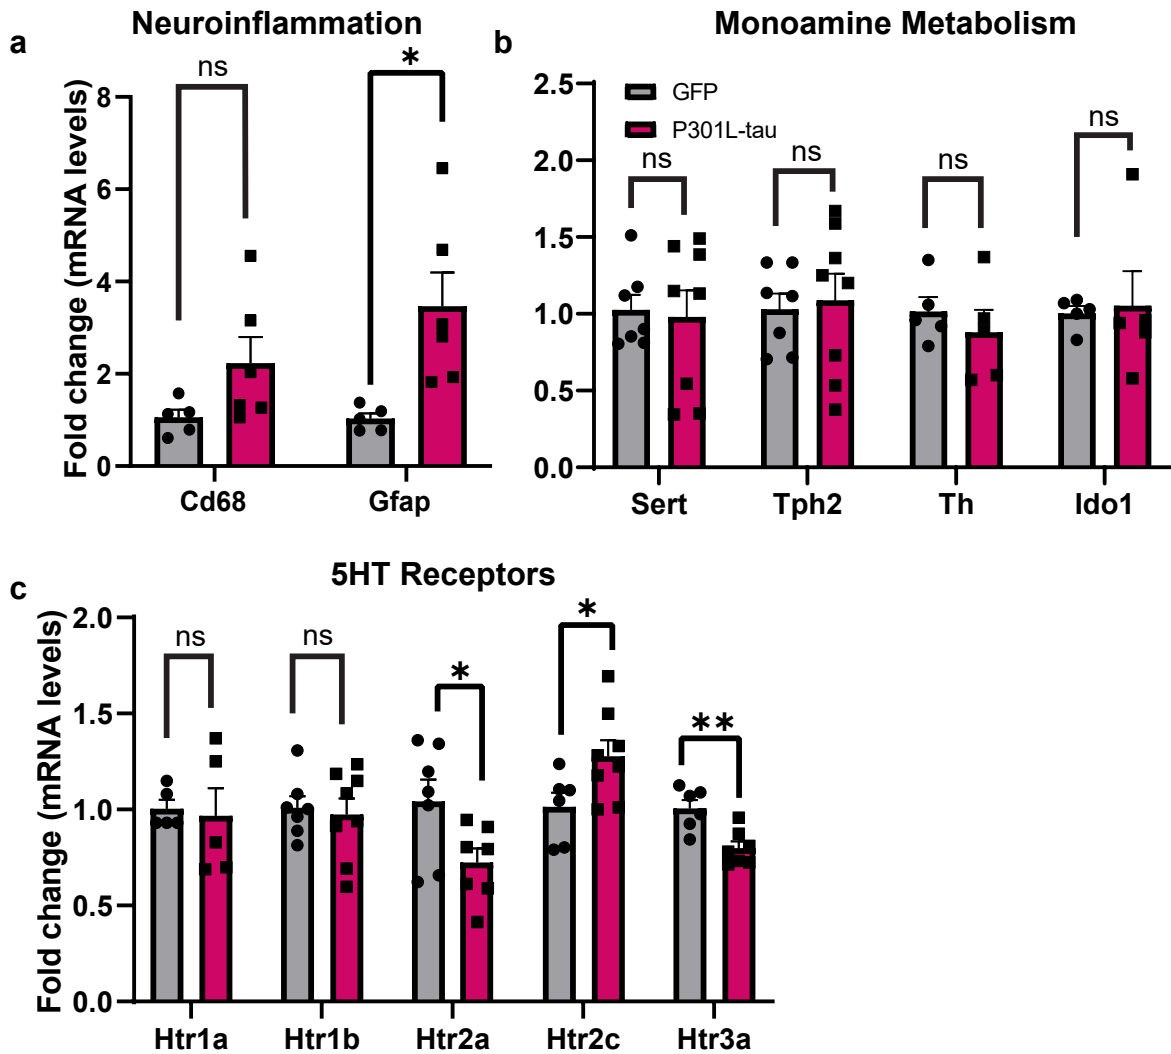 Neuroinflammation
a
ns
*
Fold change (mRNA levels)
8
6
4
2
0
Cd68
Gfap
Monoamine Metabolism
b
GFP
P301L-tau
ns
ns
ns
ns
2.5
2.0
1.5
1.0
0.5
0.0
Sert
Tph2
Th
Ido1
5HT Receptors
c
ns
ns
*
*
**
Fold change (mRNA levels)
2.0
1.5
1.0
0.5
0.0
Htr1a
Htr1b
Htr2a
Htr2c
Htr3a